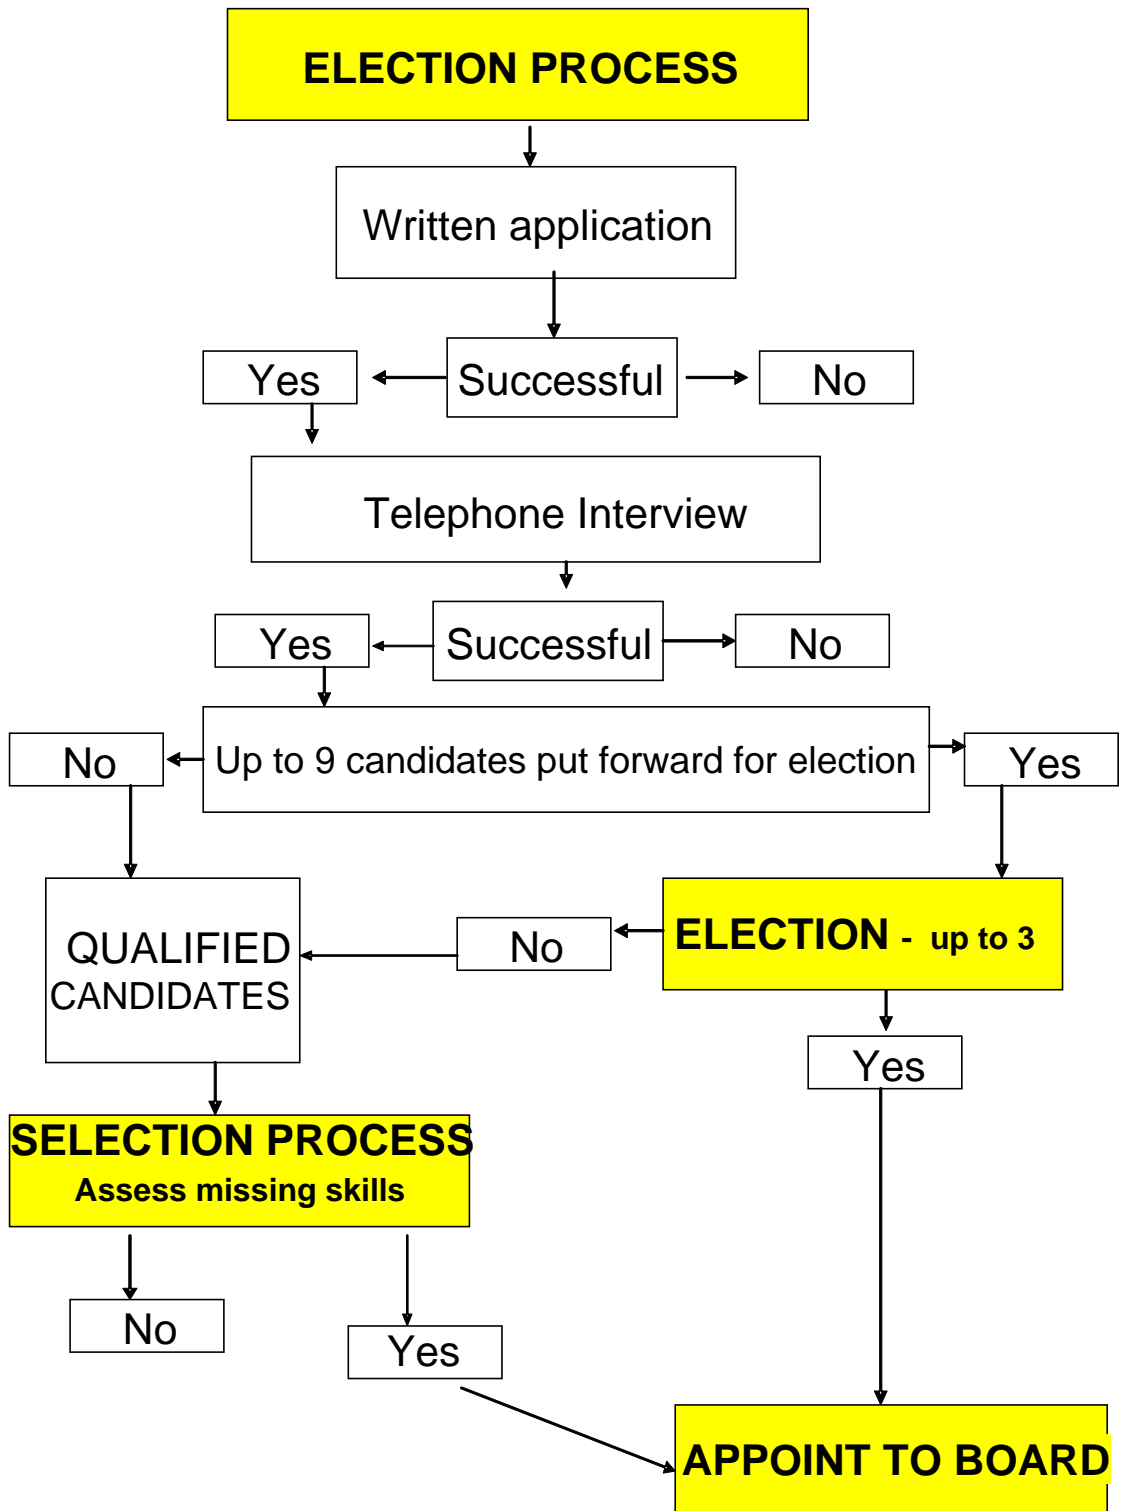 ELECTION PROCESS
Written application
Yes
Successful
No
Telephone Interview
Yes
Successful
No
No
Up to 9 candidates put forward for election
Yes
QUALIFIED
CANDIDATES
No
ELECTION - up to 3
Yes
SELECTION PROCESS
Assess missing skills
No
Yes
APPOINT TO BOARD